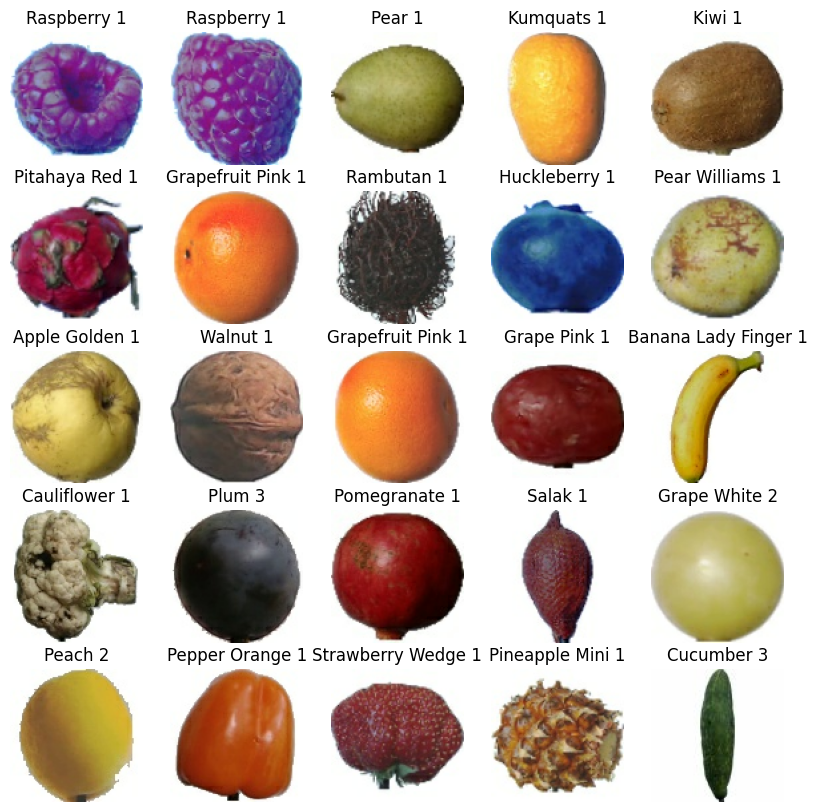 Raspberry 1
Raspberry 1
Pear 1
Kumquats 1
Kiwi 1
Pitahaya Red 1
Grapefruit Pink 1
Rambutan 1
Huckleberry 1
Pear Williams 1
Apple Golden 1
Walnut 1
Grapefruit Pink 1
Grape Pink 1
Banana Lady Finger 1
Cauliflower 1
Plum 3
Pomegranate 1
Salak 1
Grape White 2
Peach 2
Pepper Orange 1
Strawberry Wedge 1
Pineapple Mini 1
Cucumber 3